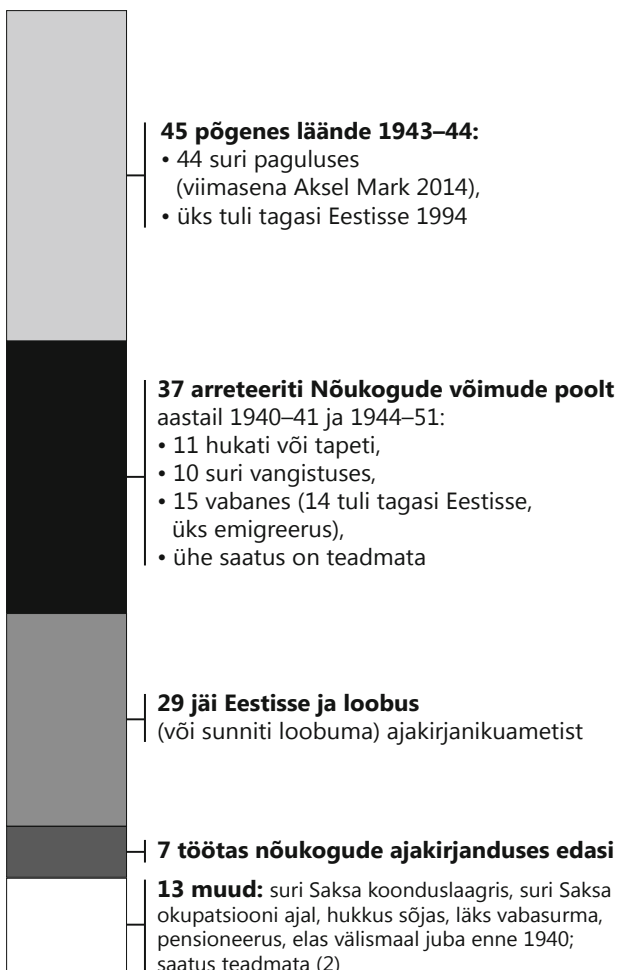 45 põgenes läände 1943–44:
• 44 suri paguluses
(viimasena Aksel Mark 2014),
• üks tuli tagasi Eestisse 1994
37 arreteeriti Nõukogude võimude poolt
aastail 1940–41 ja 1944–51:
• 11 hukati või tapeti,
• 10 suri vangistuses,
• 15 vabanes (14 tuli tagasi Eestisse,
üks emigreerus),
• ühe saatus on teadmata
29 jäi Eestisse ja loobus
(või sunniti loobuma) ajakirjanikuametist
7 töötas nõukogude ajakirjanduses edasi
13 muud: suri Saksa koonduslaagris, suri Saksa
okupatsiooni ajal, hukkus sõjas, läks vabasurma,
pensioneerus, elas välismaal juba enne 1940;
saatus teadmata (2)